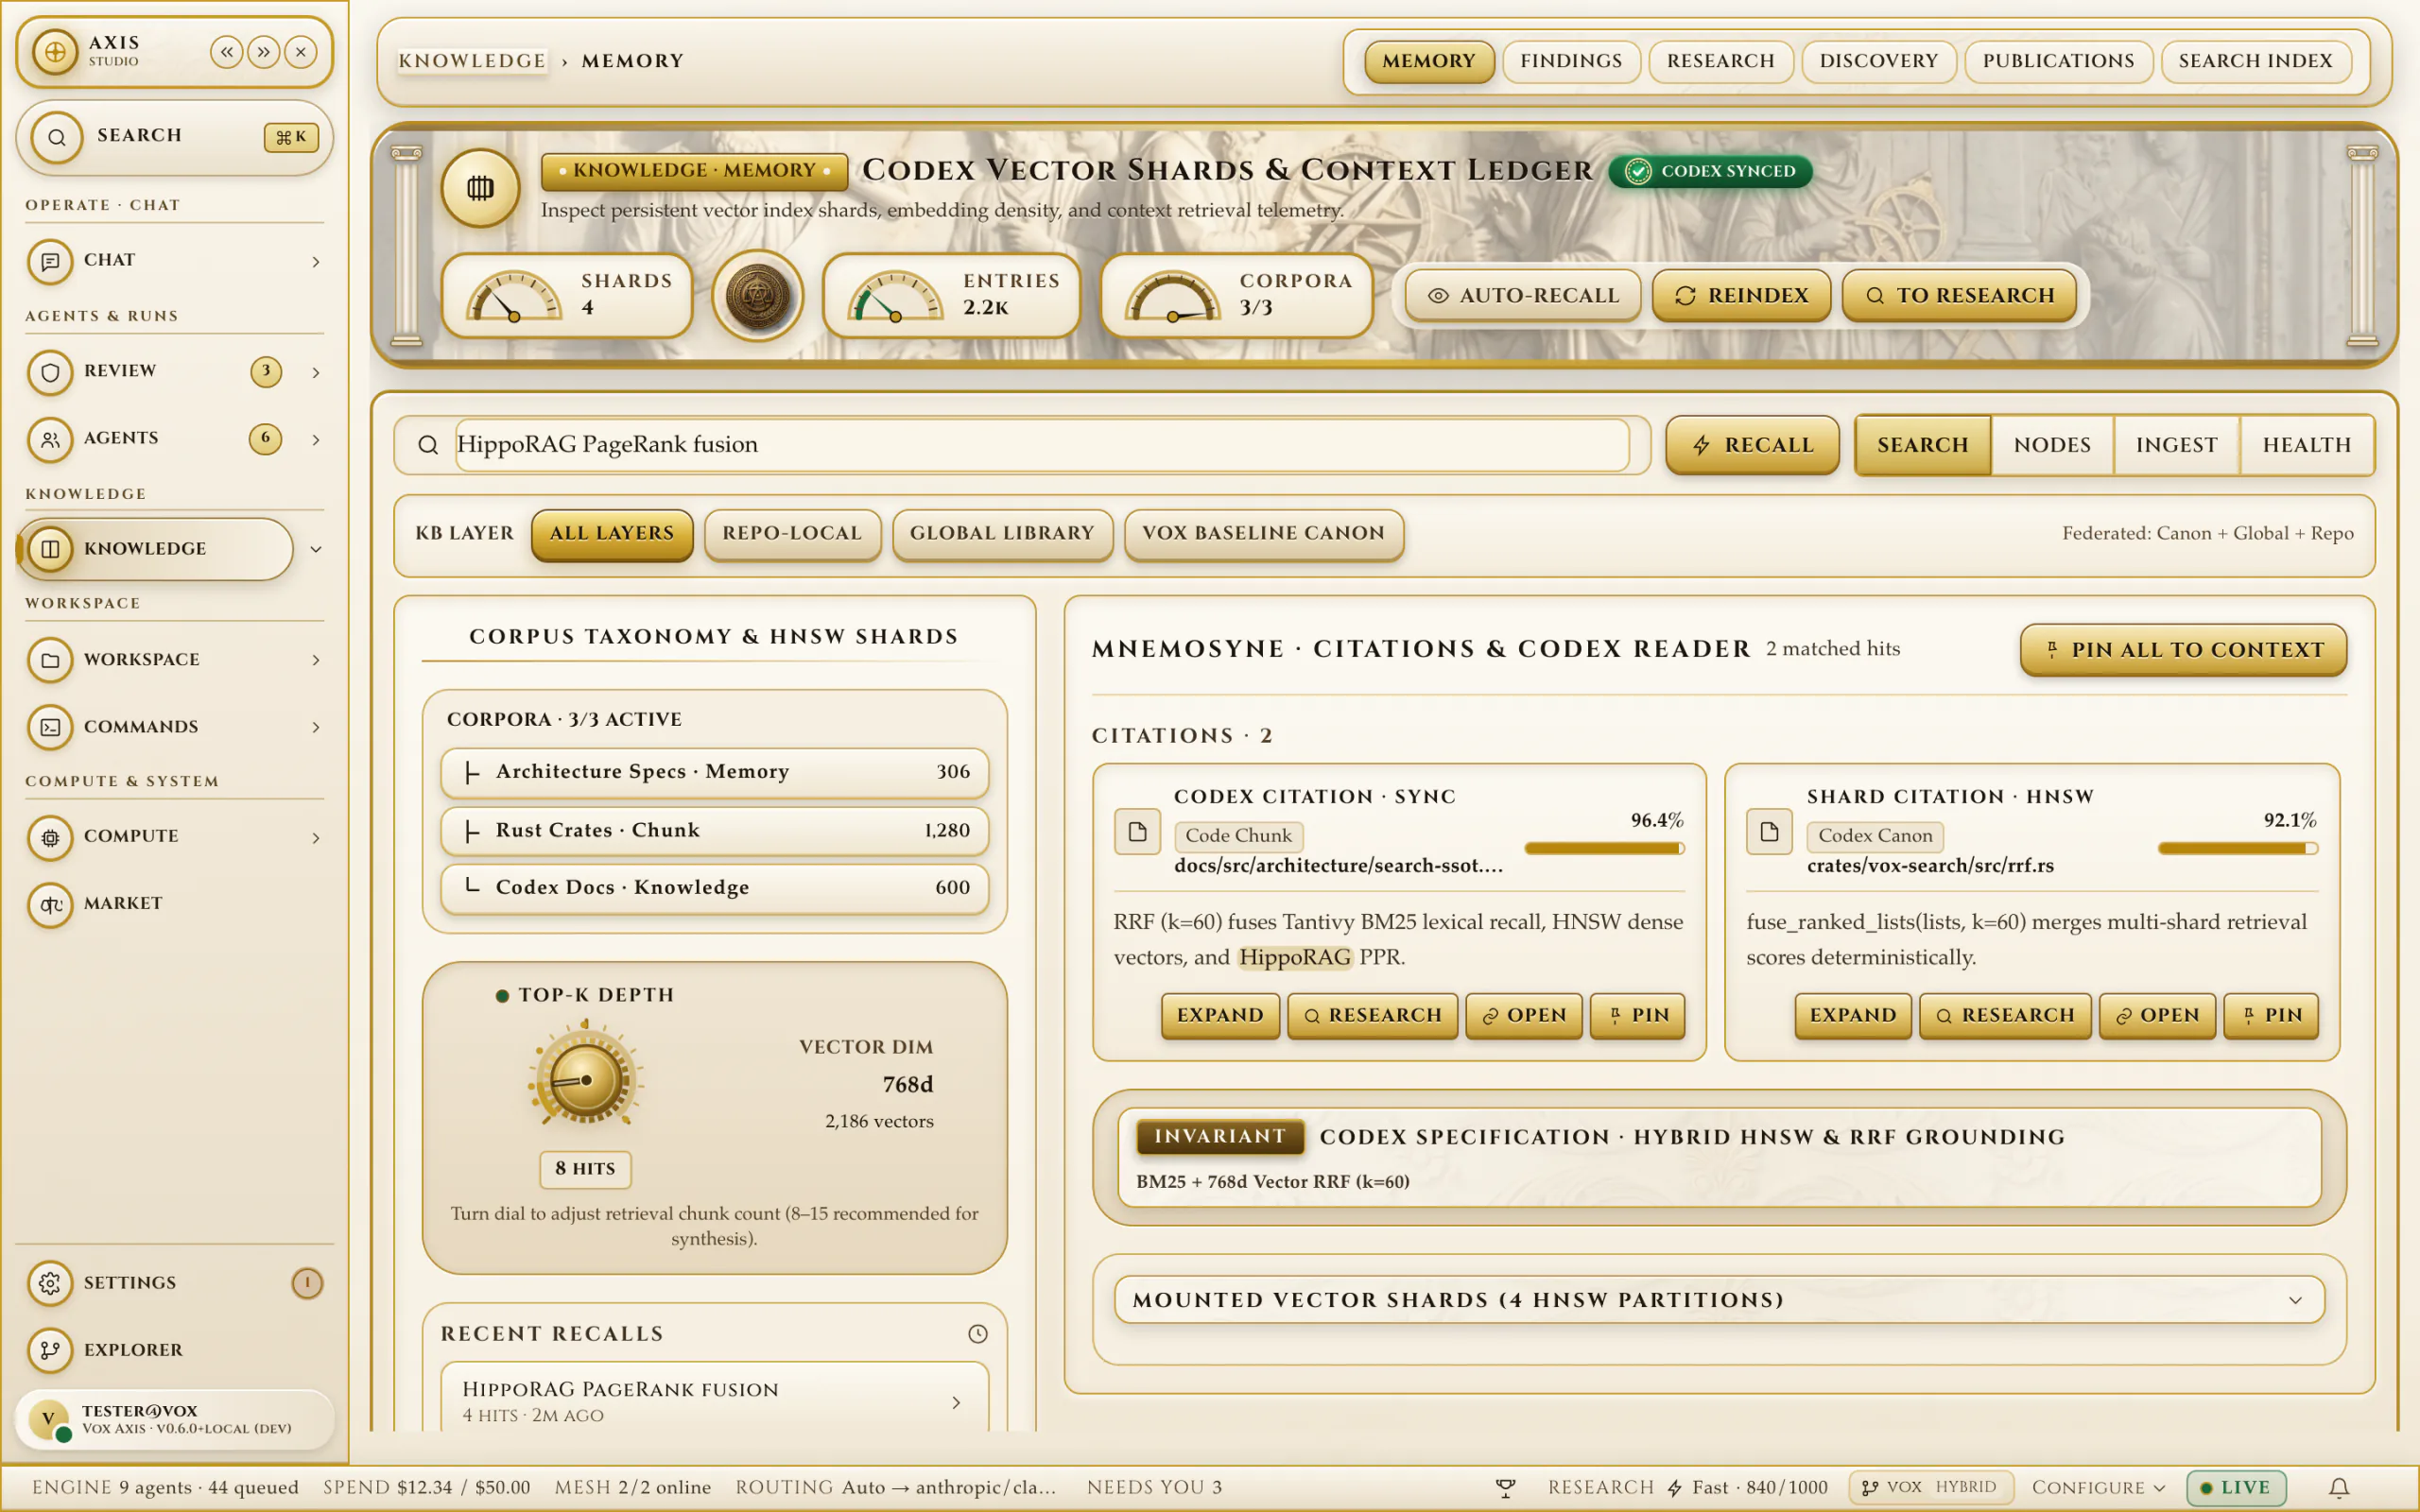 AXIS
STUDIO
SEARCH
⌘ K
OPERATE · CHAT
CHAT
AGENTS & RUNS
REVIEW 3
AGENTS 6
KNOWLEDGE
KNOWLEDGE
WORKSPACE
WORKSPACE
COMMANDS
COMPUTE & SYSTEM
COMPUTE
MARKET
SETTINGS 1
EXPLORER
V
TESTER@VOX
VOX AXIS · V0.6.0+LOCAL (DEV)
KNOWLEDGE › MEMORY
MEMORY FINDINGS RESEARCH DISCOVERY PUBLICATIONS SEARCH INDEX
• KNOWLEDGE · MEMORY • CODEX VECTOR SHARDS & CONTEXT LEDGER CODEX SYNCED
Inspect persistent vector index shards, embedding density, and context retrieval telemetry.
SHARDS
4
ENTRIES
2.2K
CORPORA
3/3
AUTO-RECALL REINDEX TO RESEARCH
HippoRAG PageRank fusion
RECALL
SEARCH NODES INGEST HEALTH
KB LAYER ALL LAYERS REPO-LOCAL GLOBAL LIBRARY VOX BASELINE CANON
Federated: Canon + Global + Repo
CORPUS TAXONOMY & HNSW SHARDS
CORPORA · 3/3 ACTIVE
├ Architecture Specs · Memory 306
├ Rust Crates · Chunk 1,280
└ Codex Docs · Knowledge 600
TOP-K DEPTH
VECTOR DIM
768d
2,186 vectors
8 HITS
Turn dial to adjust retrieval chunk count (8–15 recommended for
synthesis).
RECENT RECALLS
HIPPORAG PAGERANK FUSION
4 HITS · 2M AGO
MNEMOSYNE · CITATIONS & CODEX READER 2 matched hits
PIN ALL TO CONTEXT
CITATIONS · 2
CODEX CITATION · SYNC
Code Chunk
docs/src/architecture/search-ssot....
96.4%
RRF (k=60) fuses Tantivy BM25 lexical recall, HNSW dense
vectors, and HippoRAG PPR.
EXPAND RESEARCH OPEN PIN
SHARD CITATION · HNSW
Codex Canon
crates/vox-search/src/rrf.rs
92.1%
fuse_ranked_lists(lists, k=60) merges multi-shard retrieval
scores deterministically.
EXPAND RESEARCH OPEN PIN
INVARIANT CODEX SPECIFICATION · HYBRID HNSW & RRF GROUNDING
BM25 + 768d Vector RRF (k=60)
MOUNTED VECTOR SHARDS (4 HNSW PARTITIONS)
ENGINE 9 agents · 44 queued SPEND $12.34 / $50.00 MESH 2/2 online ROUTING Auto → anthropic/cla... NEEDS YOU 3
RESEARCH Fast · 840/1000 VOX HYBRID CONFIGURE LIVE